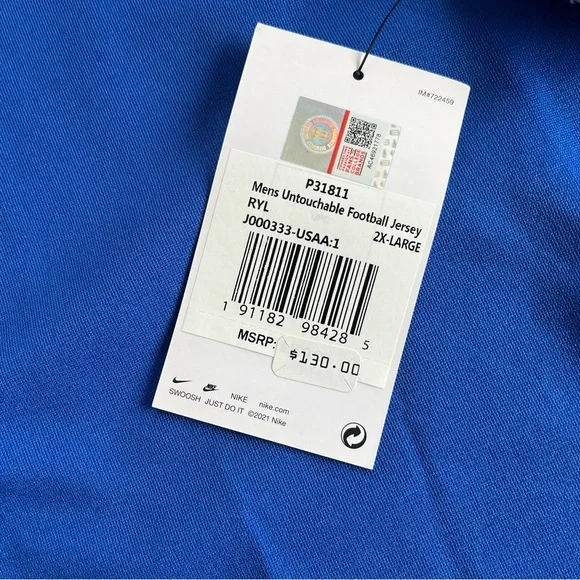 IM#722459
AC46921778
P31811
Mens Untouchable Football Jersey
RYL
J000333-USAA:1 2X-LARGE
1 91182 98428 5
MSRP:
$130.00
NIKE nike.com
SWOOSH JUST DO IT ©2021 Nike